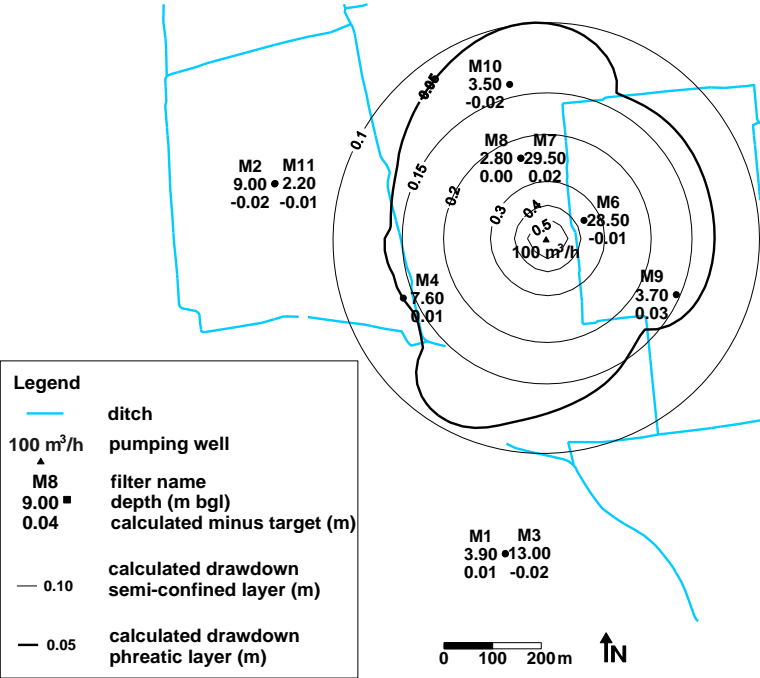 M10
3.50
-0.02
0.05
0.1
M8 M7
2.80 29.50
0.00 0.02
M2 M11
9.00 2.20
-0.02 -0.01
0.15
0.2
0.3
0.4
0.5
M6
28.50
-0.01
100 m³/h
M4
7.60
0.01
M9
3.70
0.03
Legend
ditch
100 m³/h pumping well
M8 filter name
9.00 depth (m bgl)
0.04 calculated minus target (m)
calculated drawdown
0.10 semi-confined layer (m)
calculated drawdown
0.05 phreatic layer (m)
M1 M3
3.90 13.00
0.01 -0.02
0 100 200m
N